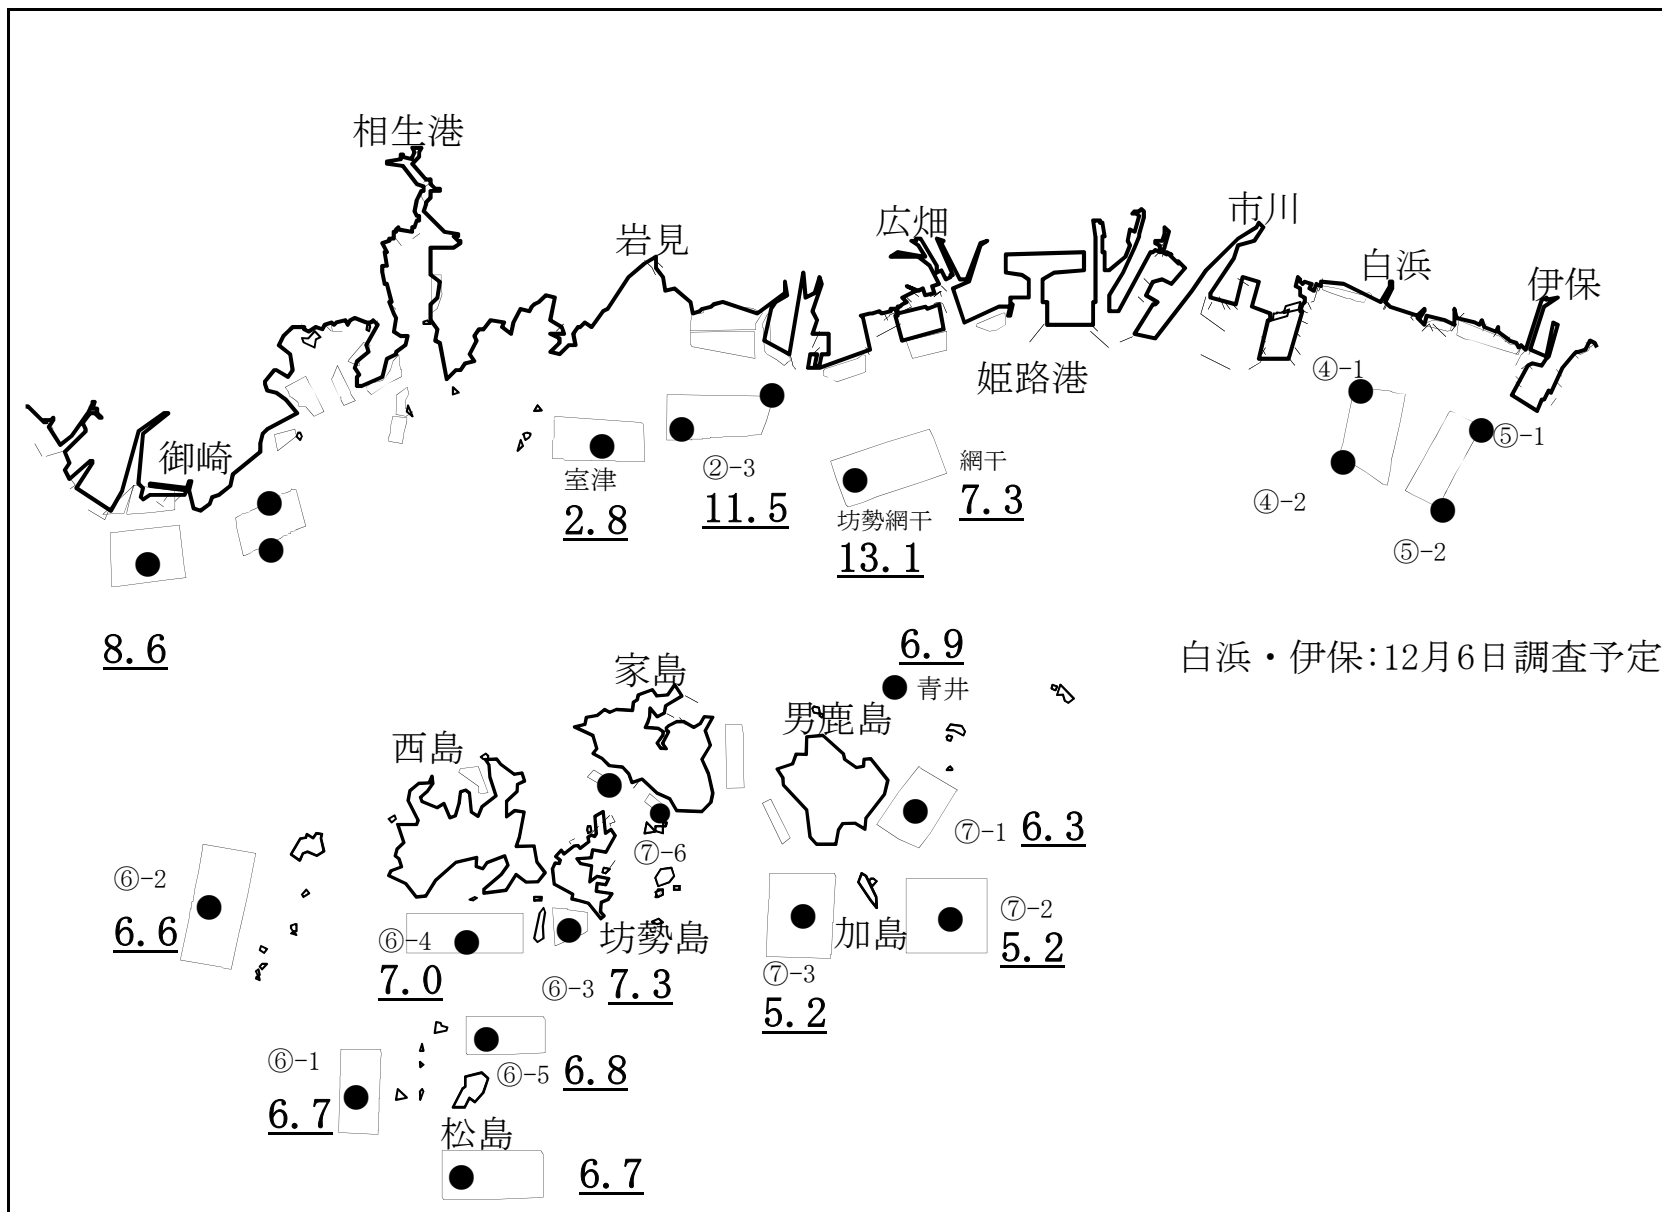 相生港
岩見
広畑
市川
白浜
伊保
姫路港
御崎
④-1
④-2
⑤-1
⑤-2
室津
2.8
②-3
11.5
網干
7.3
坊勢網干
13.1
8.6
6.9
青井
白浜・伊保:12月6日調査予定
家島
男鹿島
西島
⑦-6
⑦-1 6.3
⑥-2
6.6
⑥-4
7.0
坊勢島
⑥-3 7.3
加島
⑦-2
5.2
⑦-3
5.2
⑥-1
6.7
⑥-5 6.8
松島
6.7